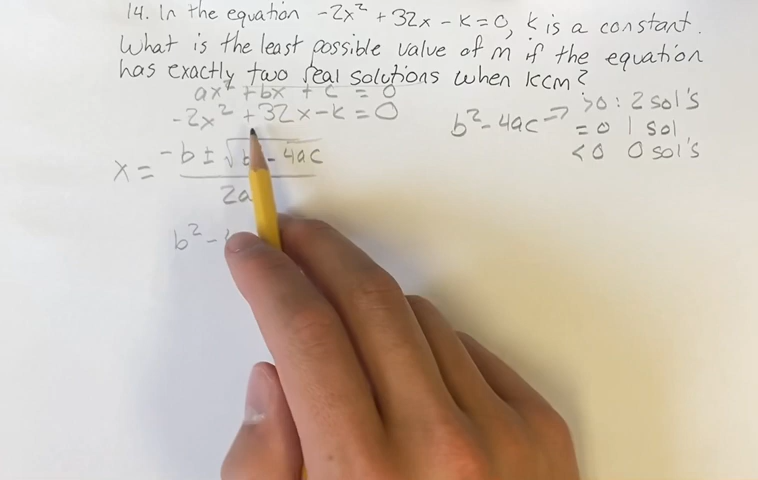 14. In the equation -2x² + 32x - k = 0, k is a constant.
What is the least possible value of m if the equation
has exactly two real solutions when k<m?
ax² + bx + c = 0
-2x² + 32x - k = 0
x = -b ± √b - 4ac
2a
b² -
b² - 4ac → >0 : 2 sol's
= 0 1 sol
< 0 0 sol's